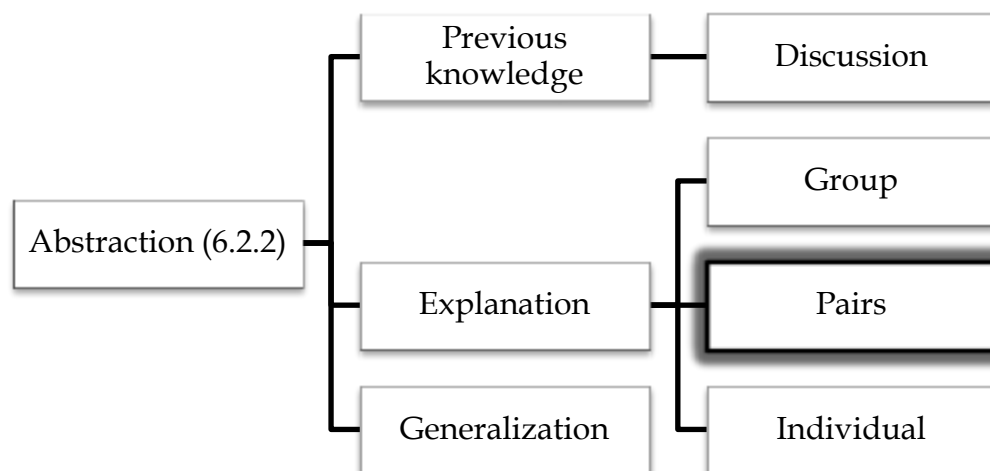 Previous
knowledge
Discussion
Group
Abstraction (6.2.2)
Explanation
Pairs
Generalization
Individual